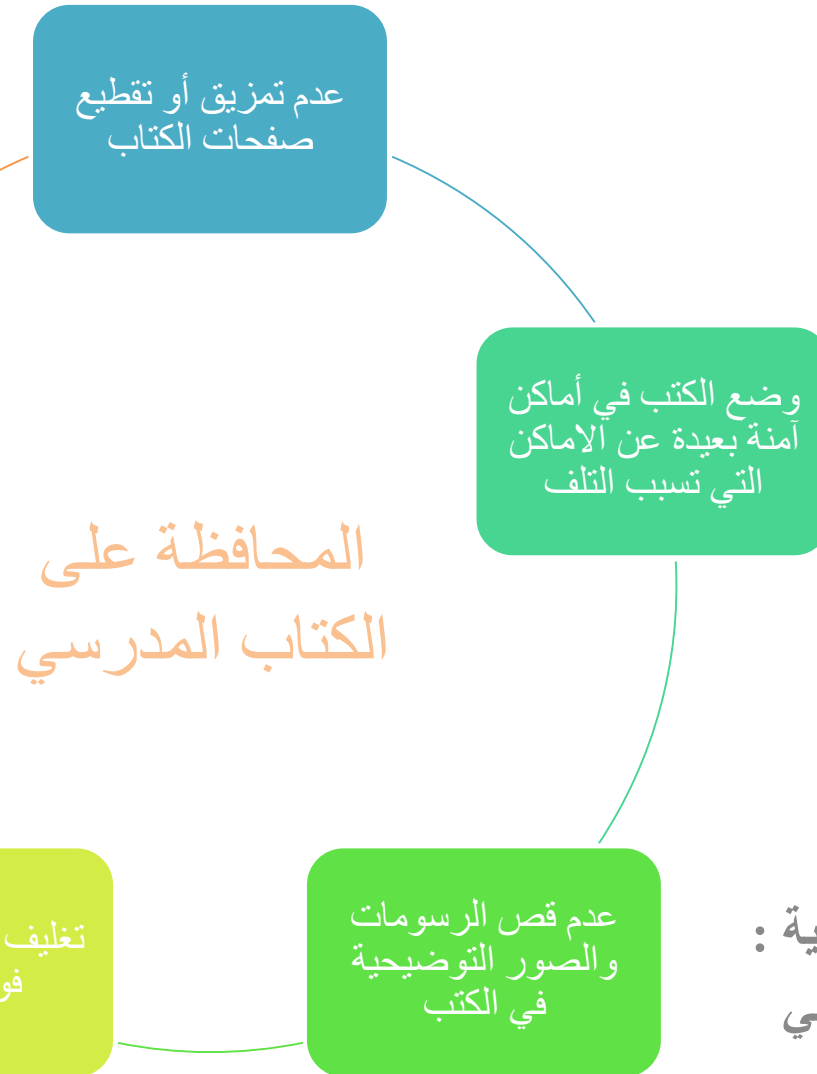 عدم تمزيق أو تقطيع
صفحات الكتاب
وضع الكتب في أماكن
آمنة بعيدة عن الاماكن
التي تسبب التلف
المحافظة على
الكتاب المدرسي
عدم قص الرسومات
والصور التوضيحية
في الكتب
تغليف